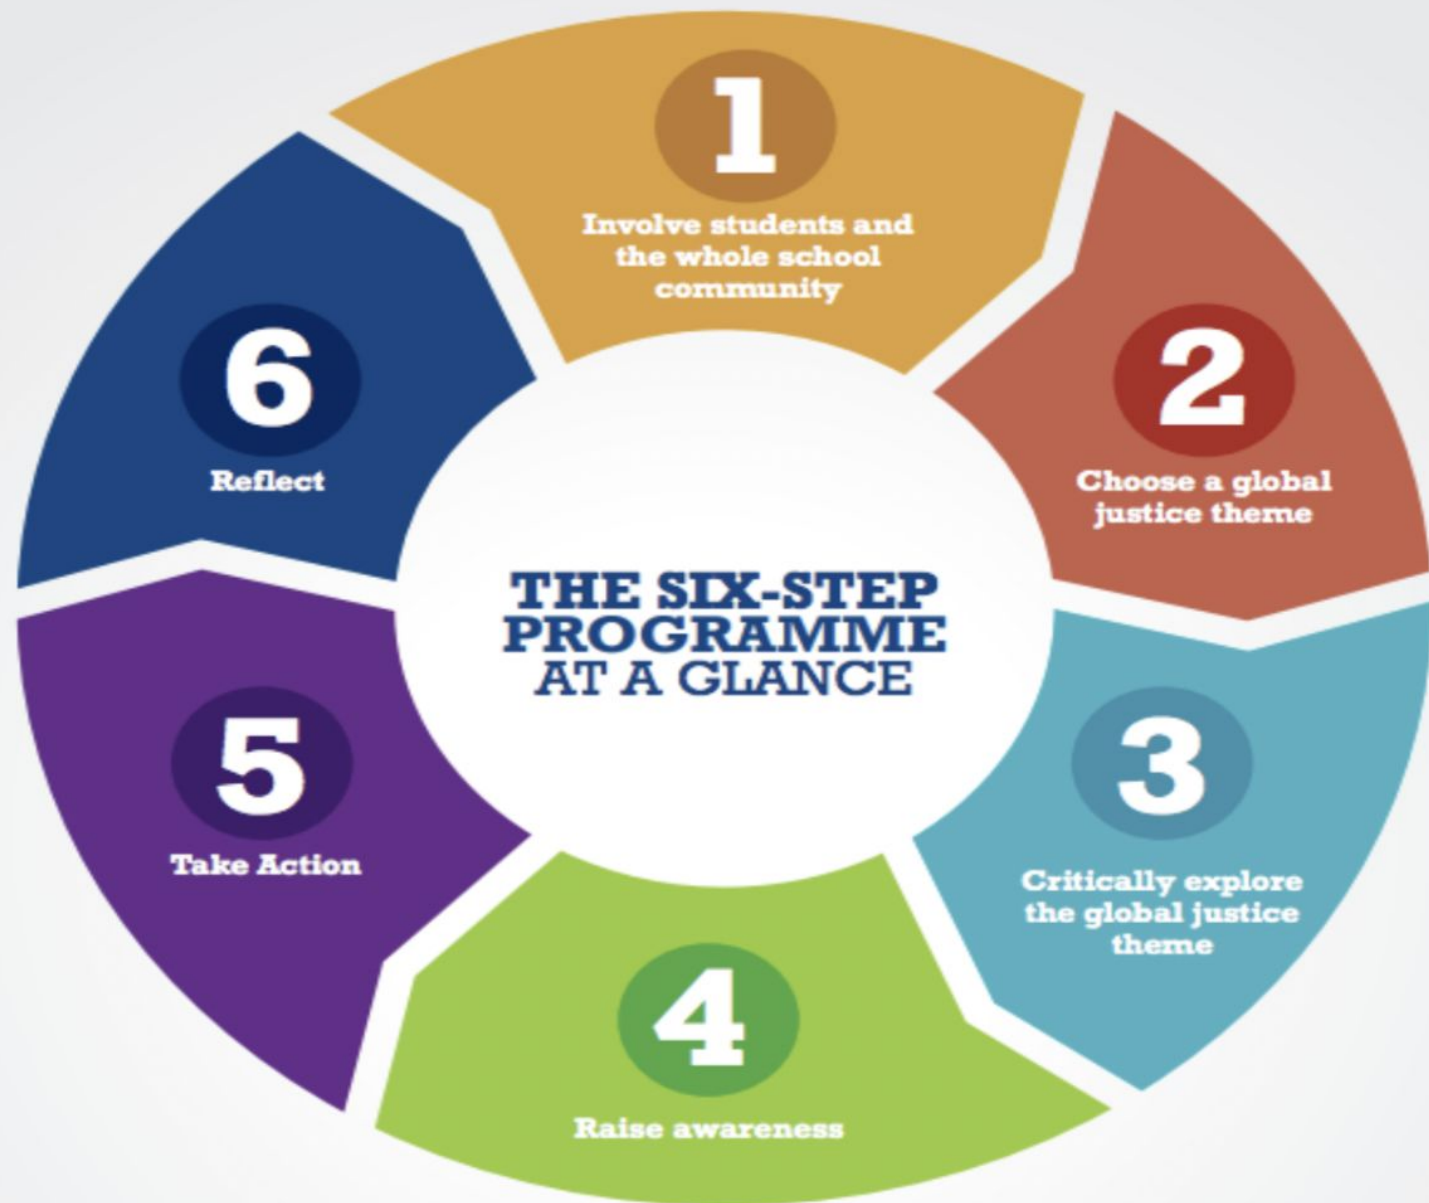 1
Involve students and
the whole school
community
2
Choose a global
justice theme
3
Critically explore
the global justice
theme
4
Raise awareness
5
Take Action
6
Reflect
THE SIX-STEP
PROGRAMME
AT A GLANCE